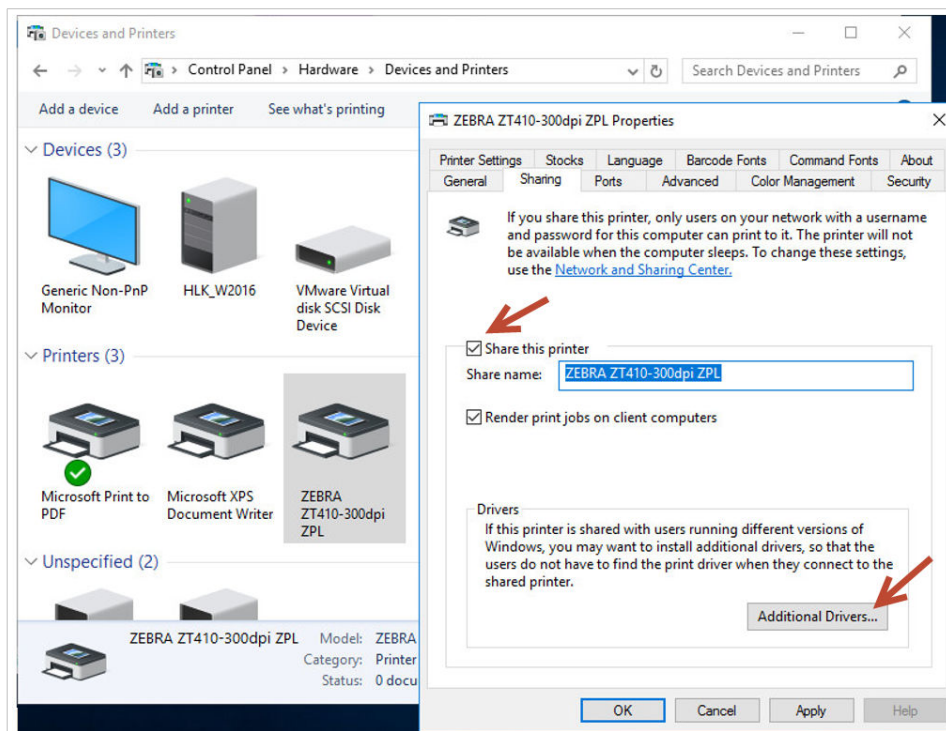 Devices and Printers
Control Panel > Hardware > Devices and Printers
Search Devices and Printers
Add a device Add a printer See what's printing
Devices (3)
Generic Non-PnP
Monitor
HLK_W2016
VMware Virtual
disk SCSI Disk
Device
Printers (3)
Microsoft Print to
PDF
Microsoft XPS
Document Writer
ZEBRA
ZT410-300dpi
ZPL
Unspecified (2)
ZEBRA ZT410-300dpi ZPL Model: ZEBRA
Category: Printer
Status: 0 docu
ZEBRA ZT410-300dpi ZPL Properties
Printer Settings Stocks Language Barcode Fonts Command Fonts About
General Sharing Ports Advanced Color Management Security
If you share this printer, only users on your network with a username
and password for this computer can print to it. The printer will not
be available when the computer sleeps. To change these settings,
use the Network and Sharing Center.
Share this printer
Share name: ZEBRA ZT410-300dpi ZPL
Render print jobs on client computers
Drivers
If this printer is shared with users running different versions of
Windows, you may want to install additional drivers, so that the
users do not have to find the print driver when they connect to the
shared printer.
Additional Drivers...
OK Cancel Apply Help